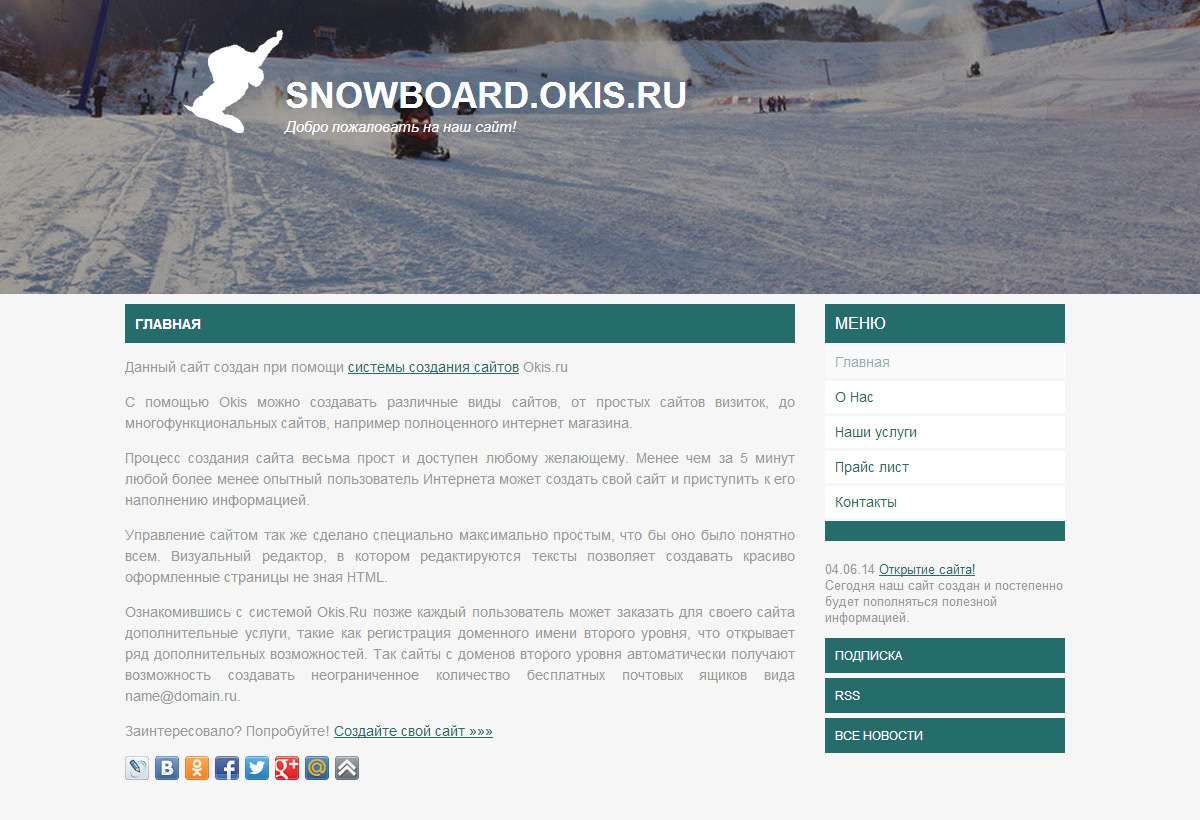 SNOWBOARD.OKIS.RU
Добро пожаловать на наш сайт!
ГЛАВНАЯ
Данный сайт создан при помощи системы создания сайтов Okis.ru
С помощью Okis можно создавать различные виды сайтов, от простых сайтов визиток, до
многофункциональных сайтов, например полноценного интернет магазина.
Процесс создания сайта весьма прост и доступен любому желающему. Менее чем за 5 минут
любой более менее опытный пользователь Интернета может создать свой сайт и приступить к его
наполнению информацией.
Управление сайтом так же сделано специально максимально простым, что бы оно было понятно
всем. Визуальный редактор, в котором редактируются тексты позволяет создавать красиво
оформленные страницы не зная HTML.
Ознакомившись с системой Okis.Ru позже каждый пользователь может заказать для своего сайта
дополнительные услуги, такие как регистрация доменного имени второго уровня, что открывает
ряд дополнительных возможностей. Так сайты с доменов второго уровня автоматически получают
возможность создавать неограниченное количество бесплатных почтовых ящиков вида
name@domain.ru.
Заинтересовало? Попробуйте! Создайте свой сайт »»»
МЕНЮ
Главная
О Нас
Наши услуги
Прайс лист
Контакты
04.06.14 Открытие сайта!
Сегодня наш сайт создан и постепенно
будет пополняться полезной
информацией.
ПОДПИСКА
RSS
ВСЕ НОВОСТИ